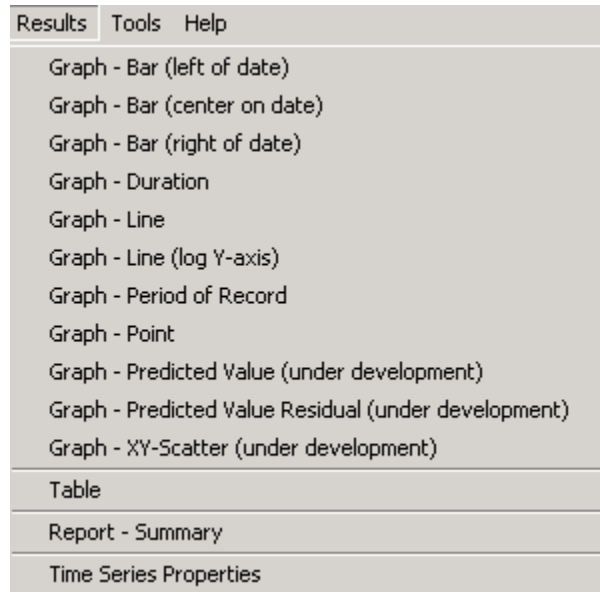 Results Tools Help
Graph - Bar (left of date)
Graph - Bar (center on date)
Graph - Bar (right of date)
Graph - Duration
Graph - Line
Graph - Line (log Y-axis)
Graph - Period of Record
Graph - Point
Graph - Predicted Value (under development)
Graph - Predicted Value Residual (under development)
Graph - XY-Scatter (under development)
Table
Report - Summary
Time Series Properties